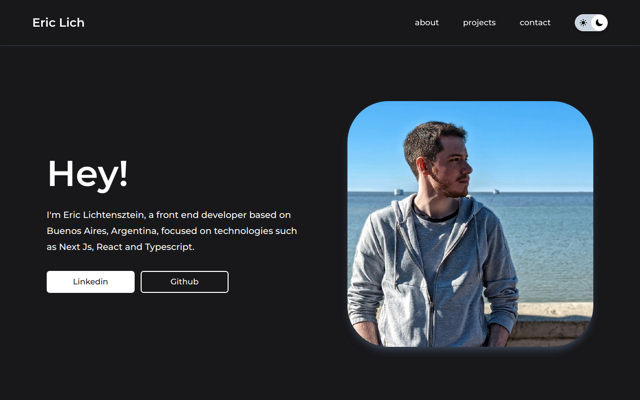 Eric Lich
about
projects
contact
Hey!
I'm Eric Lichtensztein, a front end developer based on
Buenos Aires, Argentina, focused on technologies such
as Next Js, React and Typescript.
Linkedin
Github